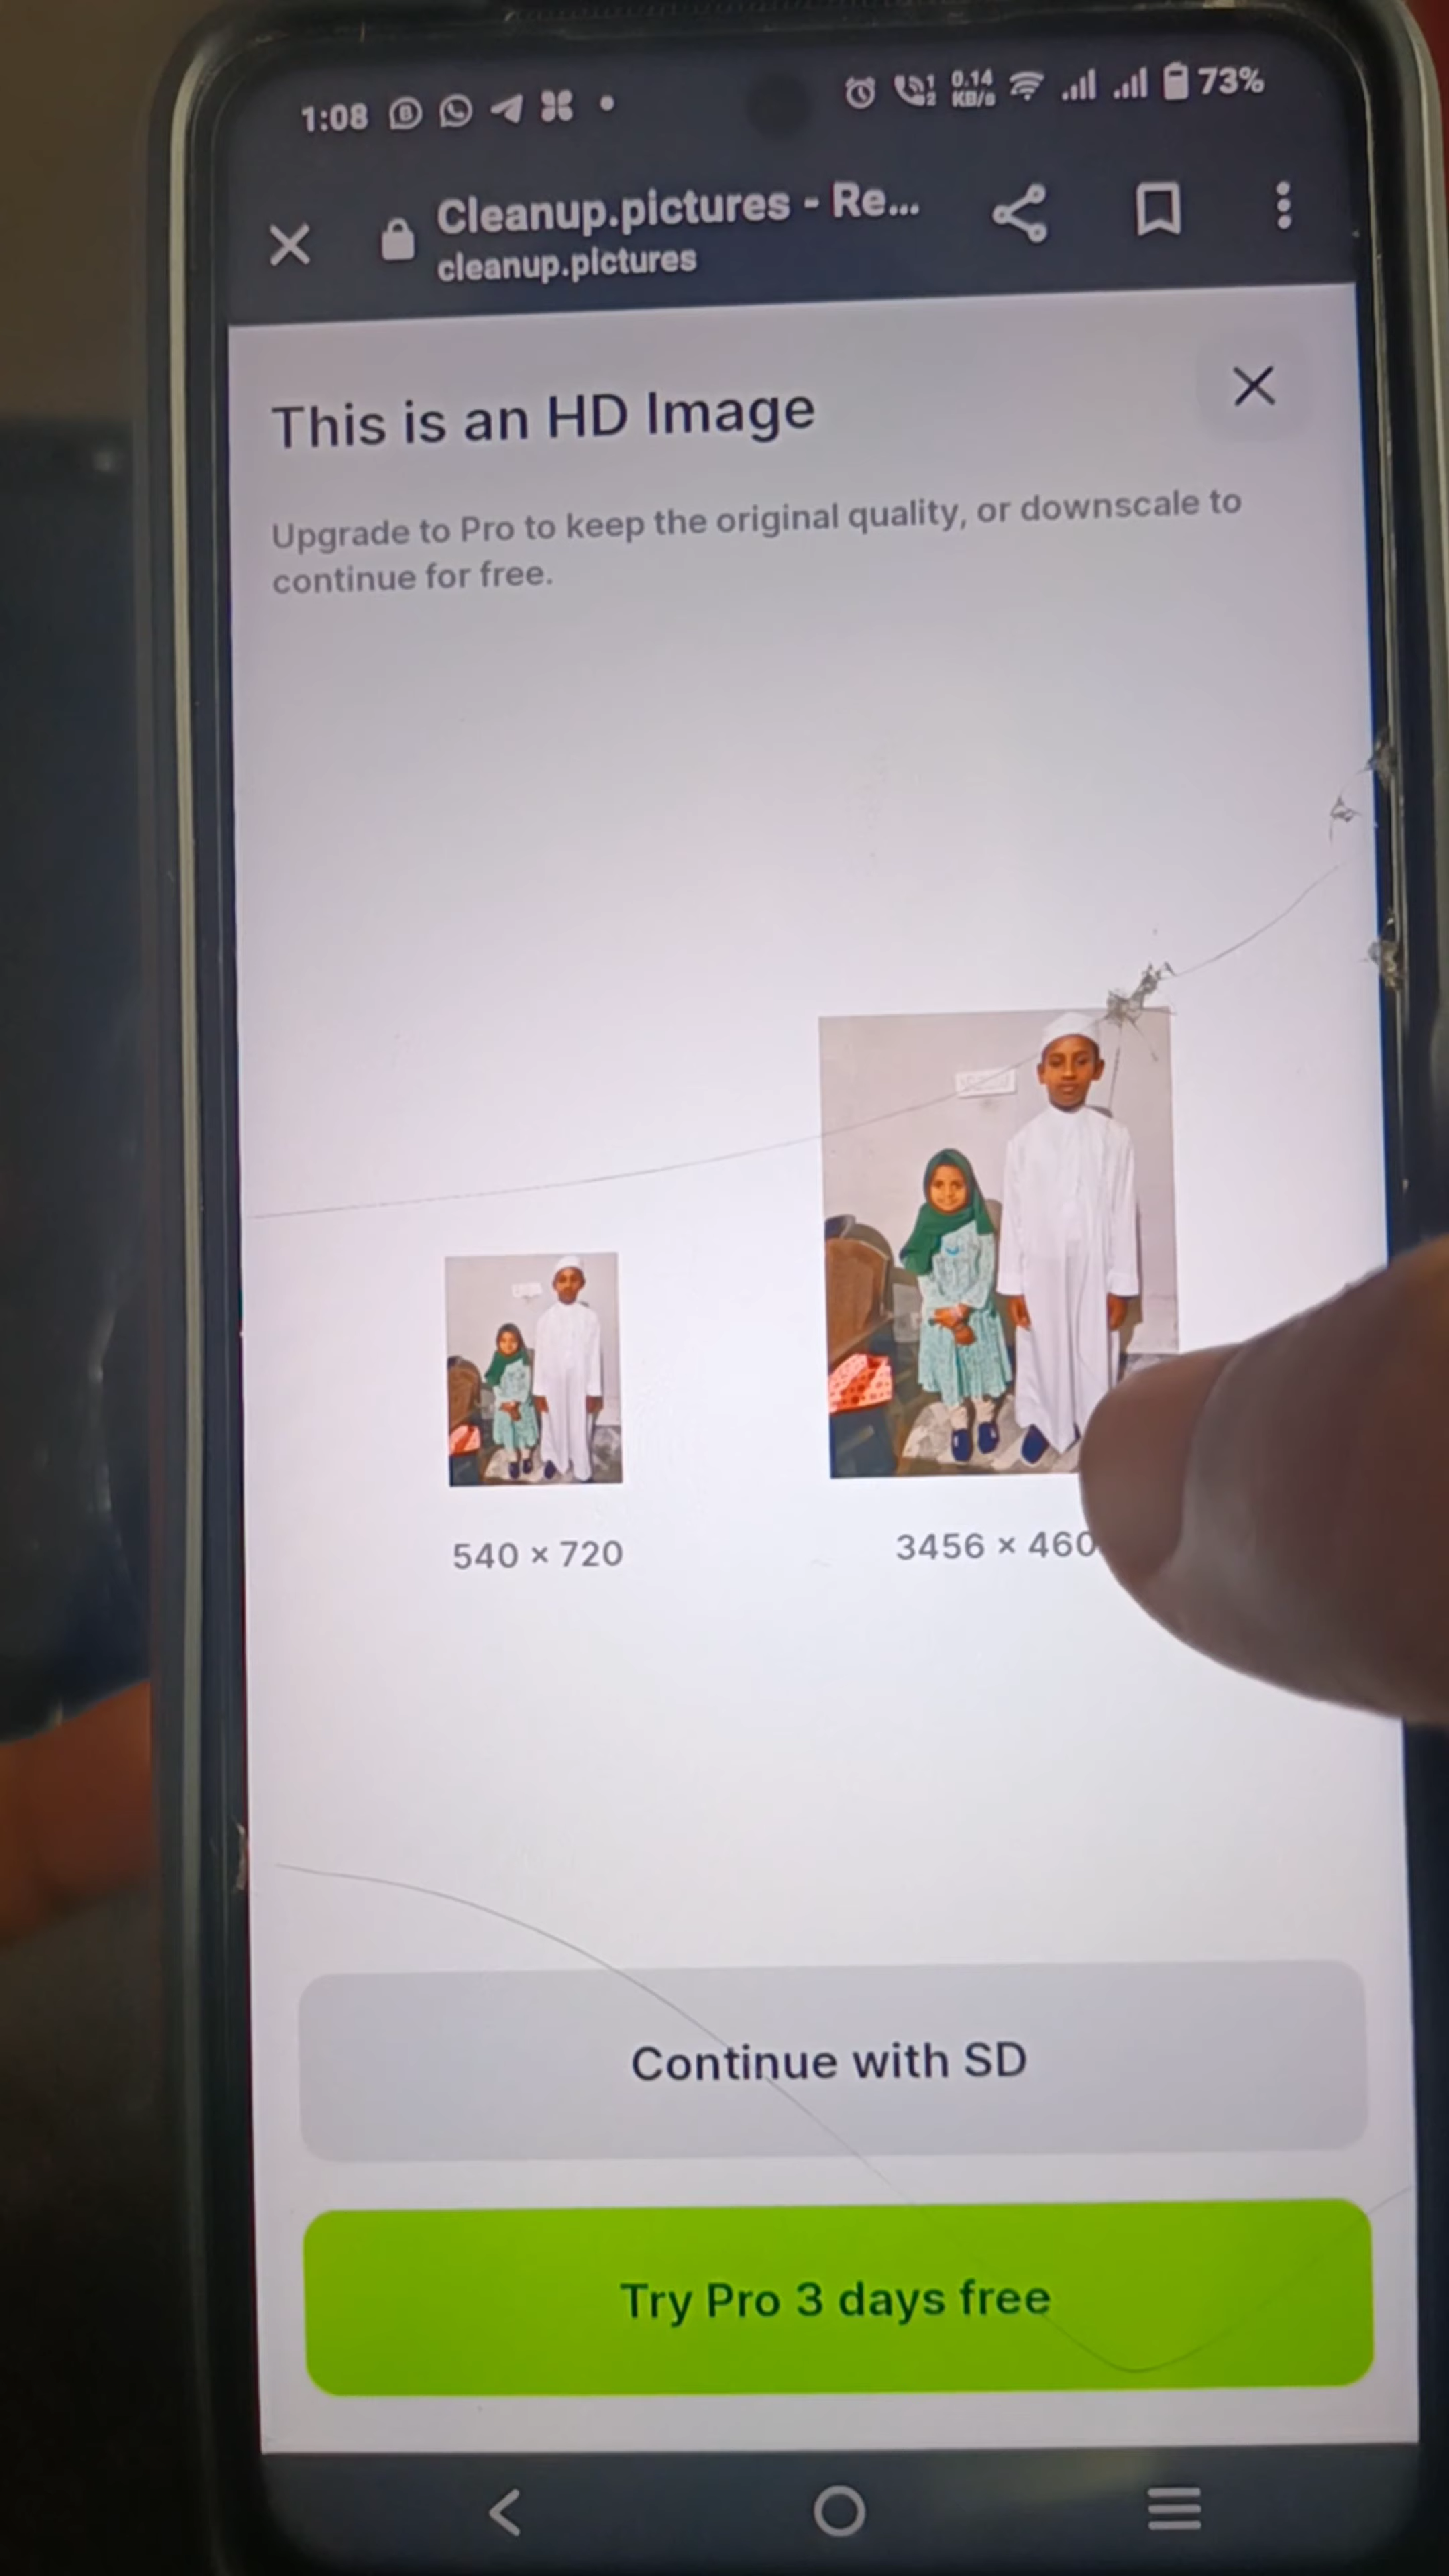 1:08
0.14
KB/s
73%
Cleanup.pictures - Re...
cleanup.pictures
This is an HD Image
Upgrade to Pro to keep the original quality, or downscale to
continue for free.
540 × 720
3456 × 460
Continue with SD
Try Pro 3 days free